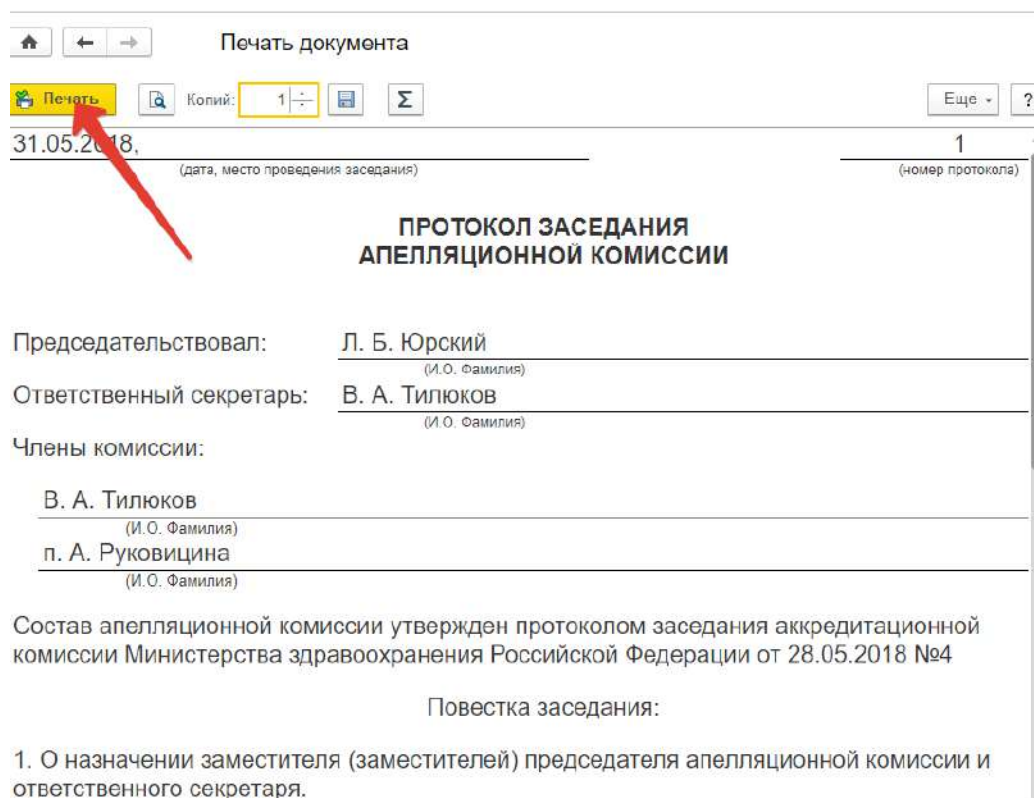 Печать документа
Печать Копий: 1 Σ Еще ?
31.05.2018, 1
(дата, место проведения заседания) (номер протокола)
ПРОТОКОЛ ЗАСЕДАНИЯ
АПЕЛЛЯЦИОННОЙ КОМИССИИ
Председательствовал: Л. Б. Юрский
(И.О. Фамилия)
Ответственный секретарь: В. А. Тилюков
(И.О. Фамилия)
Члены комиссии:
В. А. Тилюков
(И.О. Фамилия)
п. А. Руковицина
(И.О. Фамилия)
Состав апелляционной комиссии утвержден протоколом заседания аккредитационной
комиссии Министерства здравоохранения Российской Федерации от 28.05.2018 №4
Повестка заседания:
1. О назначении заместителя (заместителей) председателя апелляционной комиссии и
ответственного секретаря.